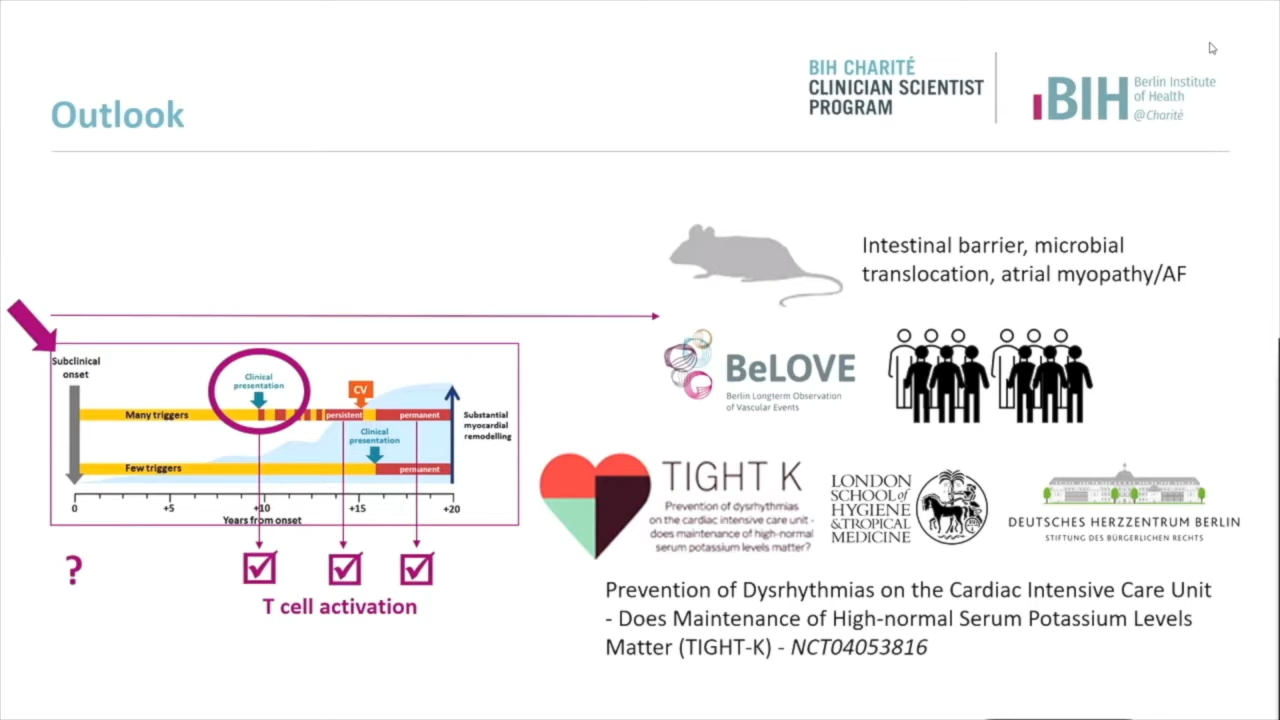 Outlook
BIH CHARITÉ
CLINICIAN SCIENTIST
PROGRAM
BIH
Berlin Institute
of Health
@Charité
Intestinal barrier, microbial
translocation, atrial myopathy/AF
Subclinical
onset
Clinical
presentation
CV
Many triggers
persistent
permanent
Substantial
myocardial
remodelling
Clinical
presentation
Few triggers
permanent
0 +5 +10 +15 +20
Years from onset
?
T cell activation
BeLOVE
Berlin Longterm Observation
of Vascular Events
TIGHT K
Prevention of dysrhythmias
on the cardiac intensive care unit -
does maintenance of high-normal
serum potassium levels matter?
LONDON
SCHOOL of
HYGIENE
& TROPICAL
MEDICINE
DEUTSCHES HERZZENTRUM BERLIN
STIFTUNG DES BÜRGERLICHEN RECHTS
Prevention of Dysrhythmias on the Cardiac Intensive Care Unit
- Does Maintenance of High-normal Serum Potassium Levels
Matter (TIGHT-K) - NCT04053816